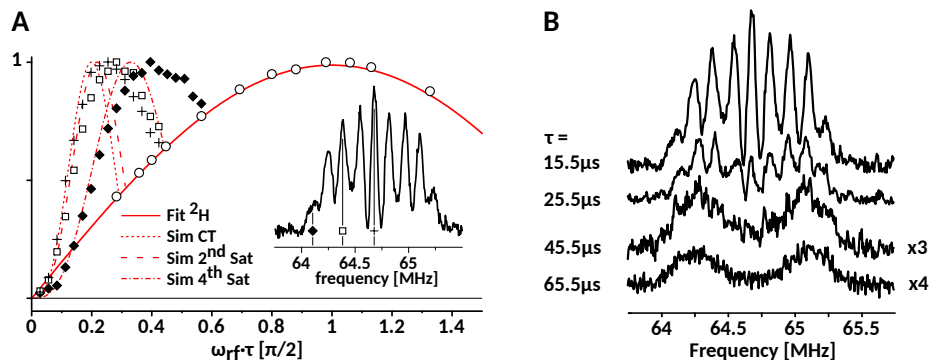 A
1
0
0.2
0.4
0.6
0.8
1
1.2
1.4
ω_rf·τ [π/2]
Fit ²H
Sim CT
Sim 2ⁿᵈ Sat
Sim 4ᵗʰ Sat
64
64.5
65
frequency [MHz]
B
τ =
15.5µs
25.5µs
45.5µs
x3
65.5µs
x4
64
64.5
65
65.5
Frequency [MHz]